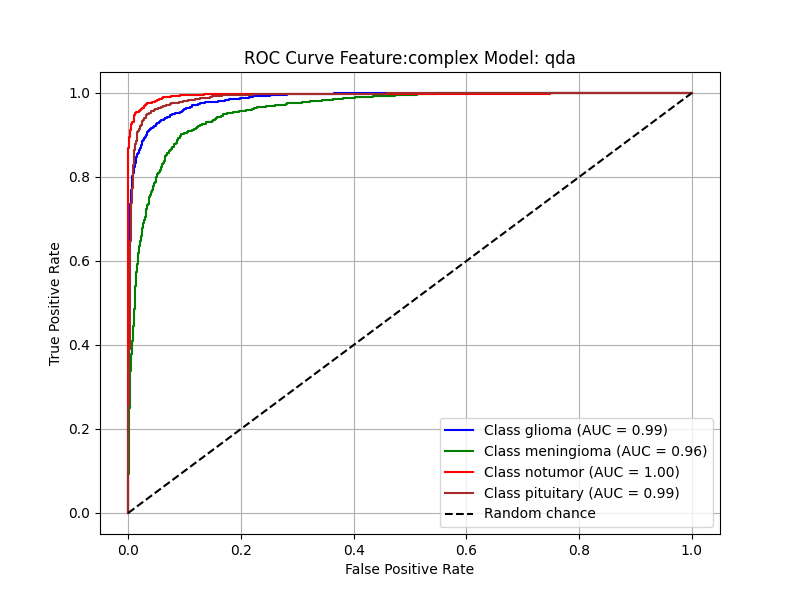 ROC Curve Feature:complex Model: qda
True Positive Rate
1.0
0.8
0.6
0.4
0.2
0.0
Class glioma (AUC = 0.99)
Class meningioma (AUC = 0.96)
Class notumor (AUC = 1.00)
Class pituitary (AUC = 0.99)
Random chance
0.0 0.2 0.4 0.6 0.8 1.0
False Positive Rate